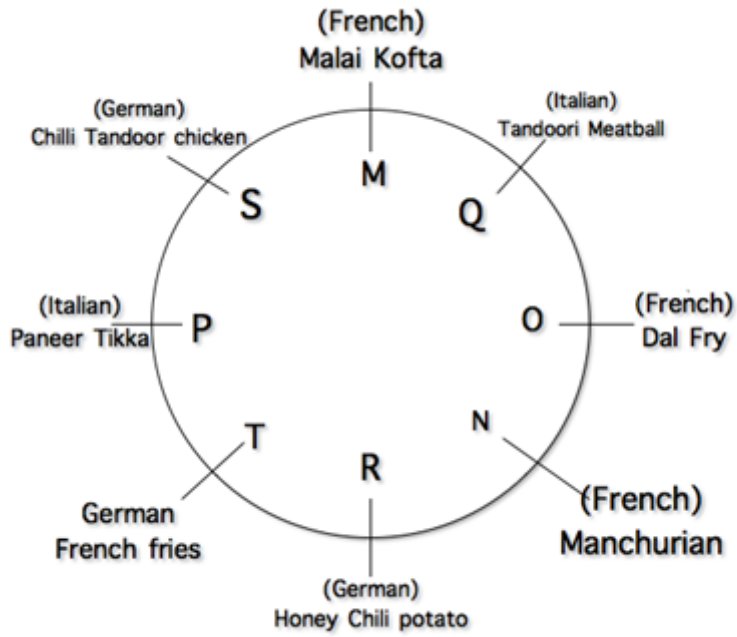 (French)
Malai Kofta
(German)
Chilli Tandoor chicken
(Italian)
Tandoori Meatball
M
S
Q
(Italian)
Paneer Tikka
P
O
(French)
Dal Fry
T
N
R
German
French fries
(French)
Manchurian
(German)
Honey Chili potato